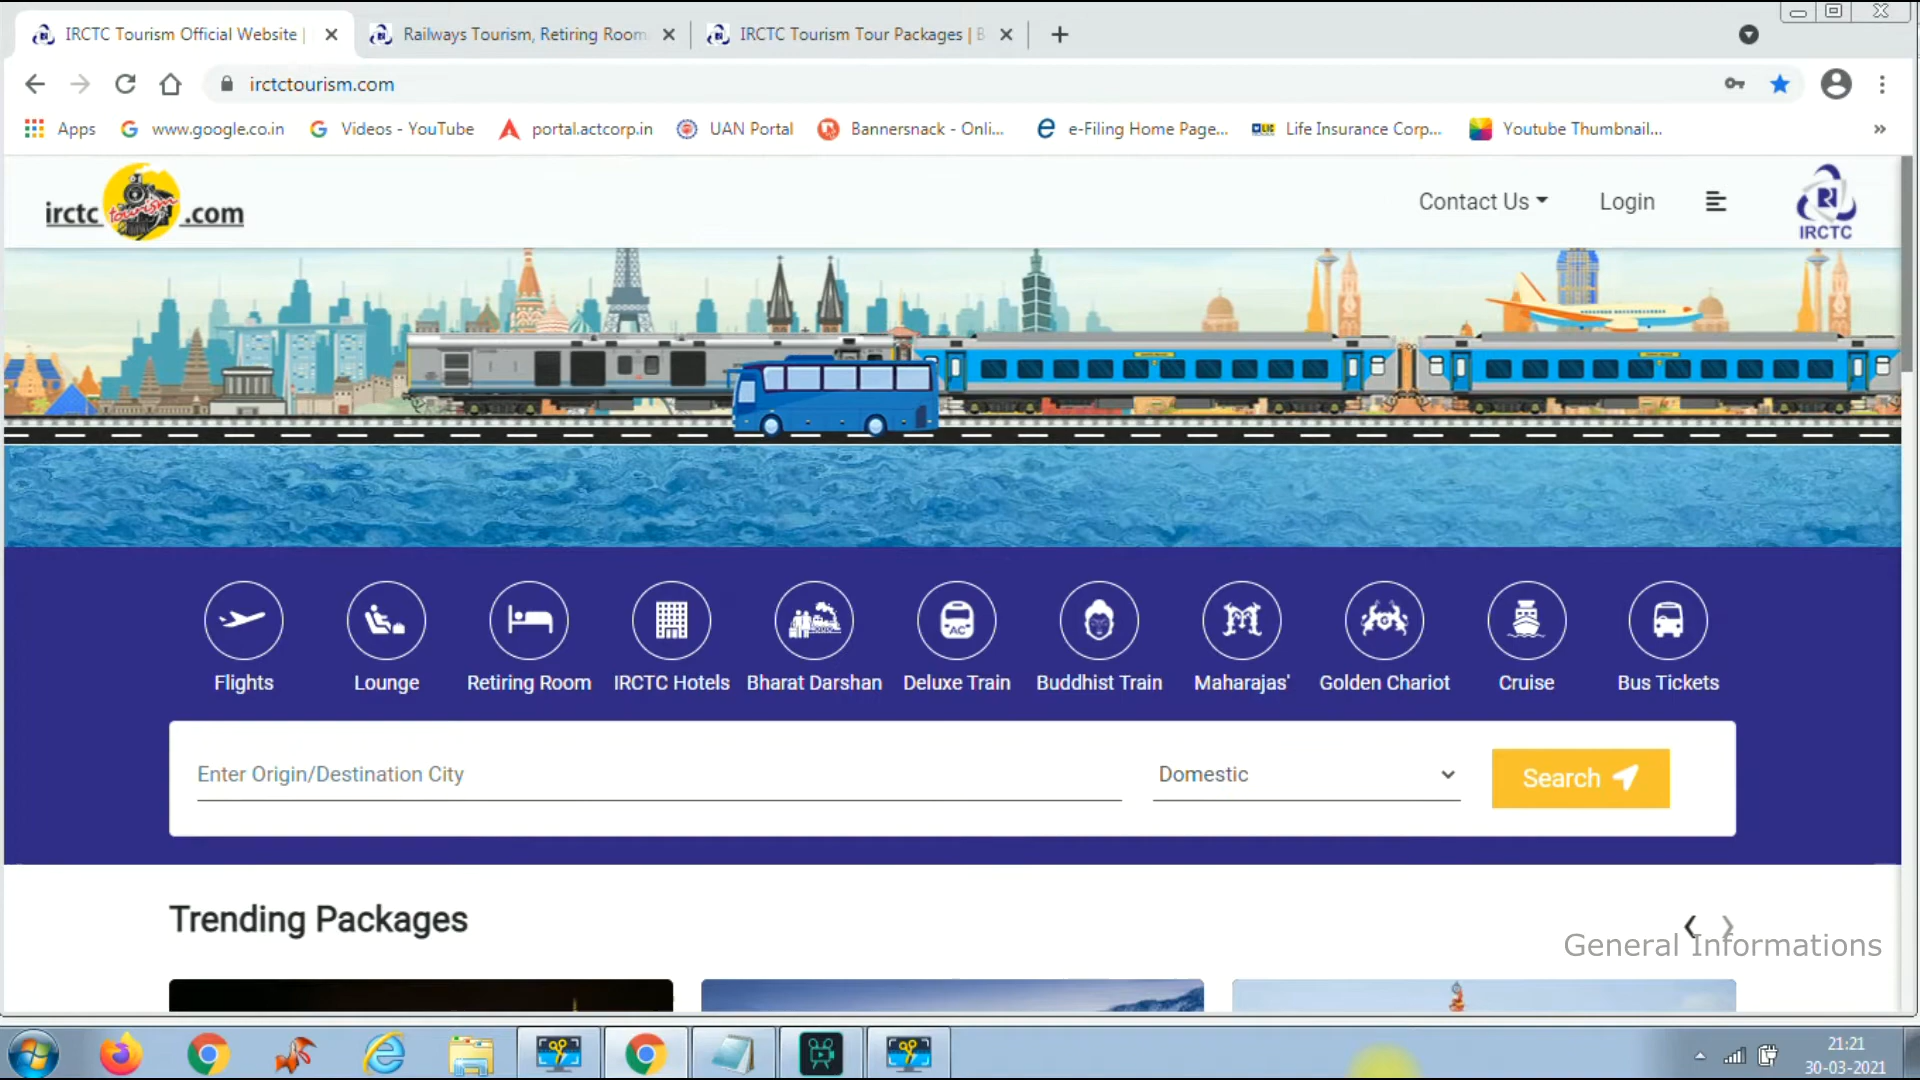 IRCTC Tourism Official Website |
Railways Tourism, Retiring Room
IRCTC Tourism Tour Packages | B
irctctourism.com
Apps
www.google.co.in
Videos - YouTube
portal.actcorp.in
UAN Portal
Bannersnack - Onli...
e-Filing Home Page...
LIC
Life Insurance Corp...
Youtube Thumbnail...
»
irctc tourism .com
Contact Us
Login
IRCTC
Flights
Lounge
Retiring Room
IRCTC Hotels
Bharat Darshan
AC
Deluxe Train
Buddhist Train
Maharajas'
Golden Chariot
Cruise
Bus Tickets
Enter Origin/Destination City
Domestic
Search
Trending Packages
General Informations
21:21
30-03-2021